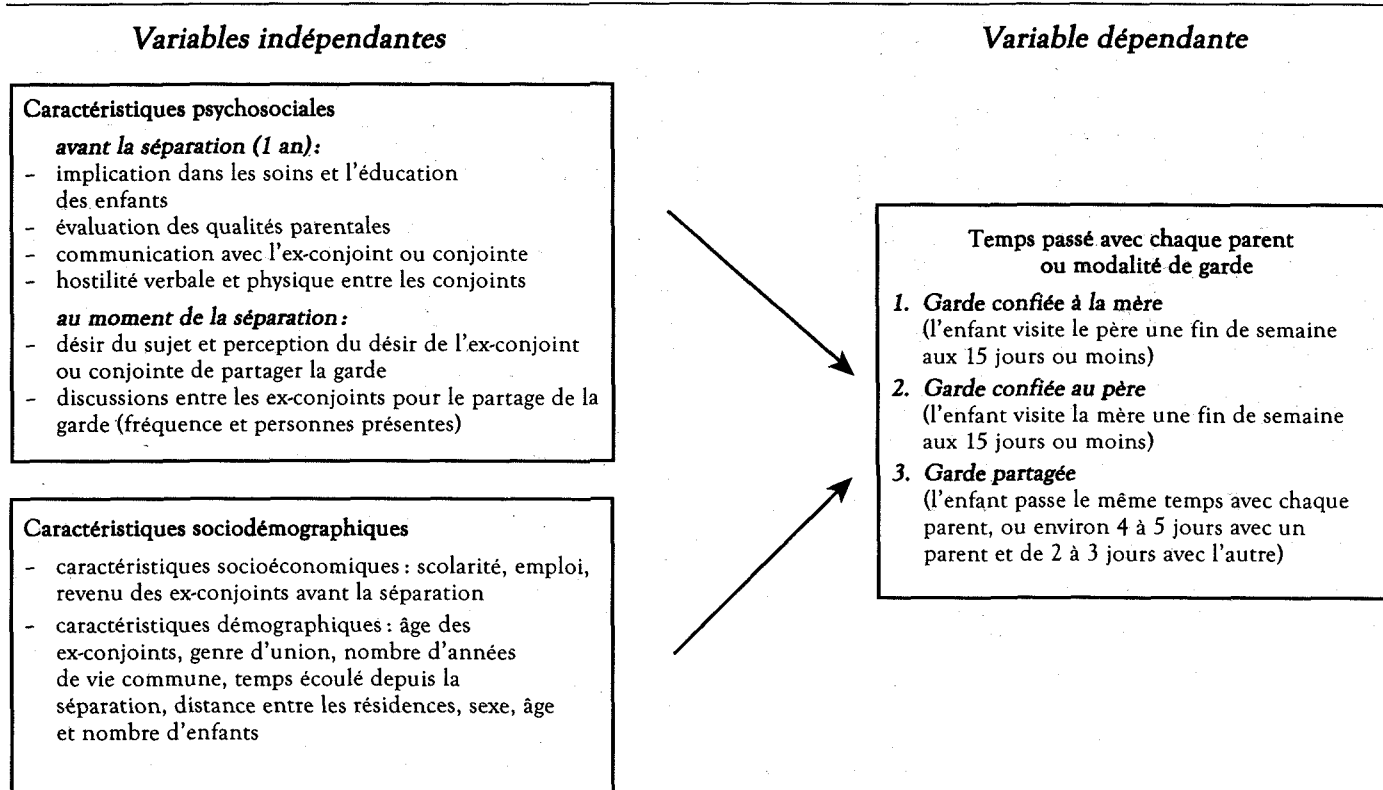 Variables indépendantes
Variable dépendante
Caractéristiques psychosociales
avant la séparation (1 an) :
- implication dans les soins et l'éducation
des enfants
- évaluation des qualités parentales
- communication avec l'ex-conjoint ou conjointe
- hostilité verbale et physique entre les conjoints
au moment de la séparation :
- désir du sujet et perception du désir de l'ex-conjoint
ou conjointe de partager la garde
- discussions entre les ex-conjoints pour le partage de la
garde (fréquence et personnes présentes)
Caractéristiques sociodémographiques
- caractéristiques socioéconomiques : scolarité, emploi,
revenu des ex-conjoints avant la séparation
- caractéristiques démographiques : âge des
ex-conjoints, genre d'union, nombre d'années
de vie commune, temps écoulé depuis la
séparation, distance entre les résidences, sexe, âge
et nombre d'enfants
Temps passé avec chaque parent
ou modalité de garde
1. Garde confiée à la mère
(l'enfant visite le père une fin de semaine
aux 15 jours ou moins)
2. Garde confiée au père
(l'enfant visite la mère une fin de semaine
aux 15 jours ou moins)
3. Garde partagée
(l'enfant passe le même temps avec chaque
parent, ou environ 4 à 5 jours avec un
parent et de 2 à 3 jours avec l'autre)